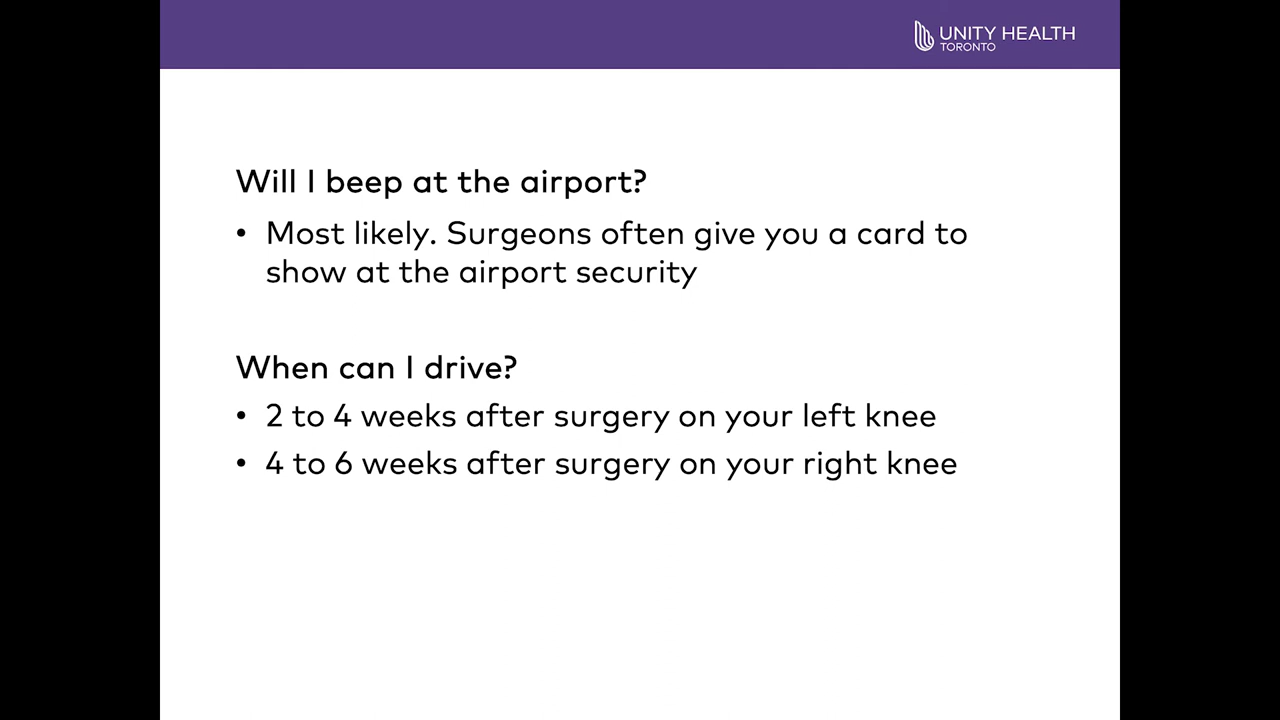 UNITY HEALTH
TORONTO
Will I beep at the airport?
• Most likely. Surgeons often give you a card to
show at the airport security
When can I drive?
• 2 to 4 weeks after surgery on your left knee
• 4 to 6 weeks after surgery on your right knee